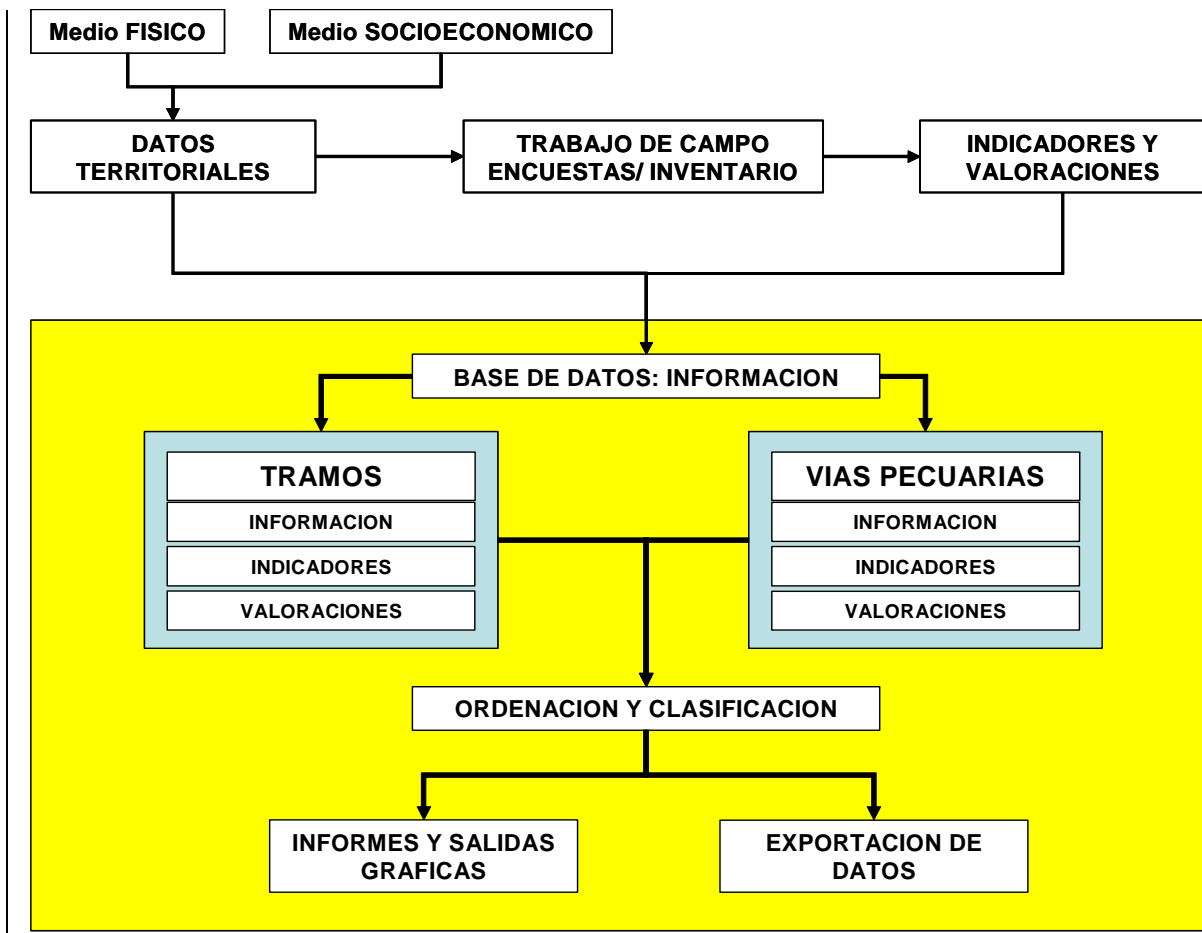 Medio FISICO
Medio SOCIOECONOMICO
DATOS
TERRITORIALES
TRABAJO DE CAMPO
ENCUESTAS/ INVENTARIO
INDICADORES Y
VALORACIONES
BASE DE DATOS: INFORMACION
TRAMOS
INFORMACION
INDICADORES
VALORACIONES
VIAS PECUARIAS
INFORMACION
INDICADORES
VALORACIONES
ORDENACION Y CLASIFICACION
INFORMES Y SALIDAS
GRAFICAS
EXPORTACION DE
DATOS